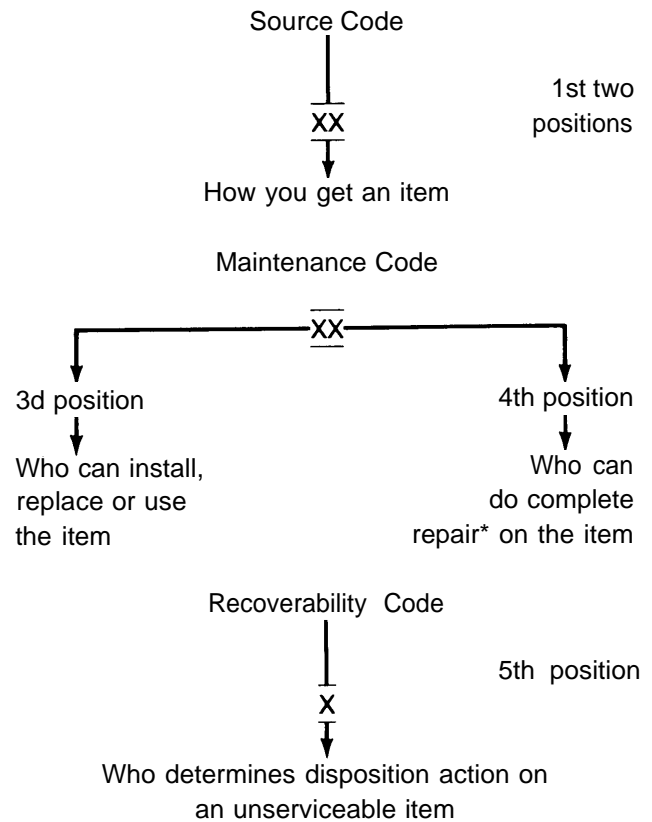 Source Code
1st two
positions
XX
How you get an item
Maintenance Code
XX
3d position
4th position
Who can install,
replace or use
the item
Who can
do complete
repair* on the item
Recoverability Code
5th position
X
Who determines disposition action on
an unserviceable item